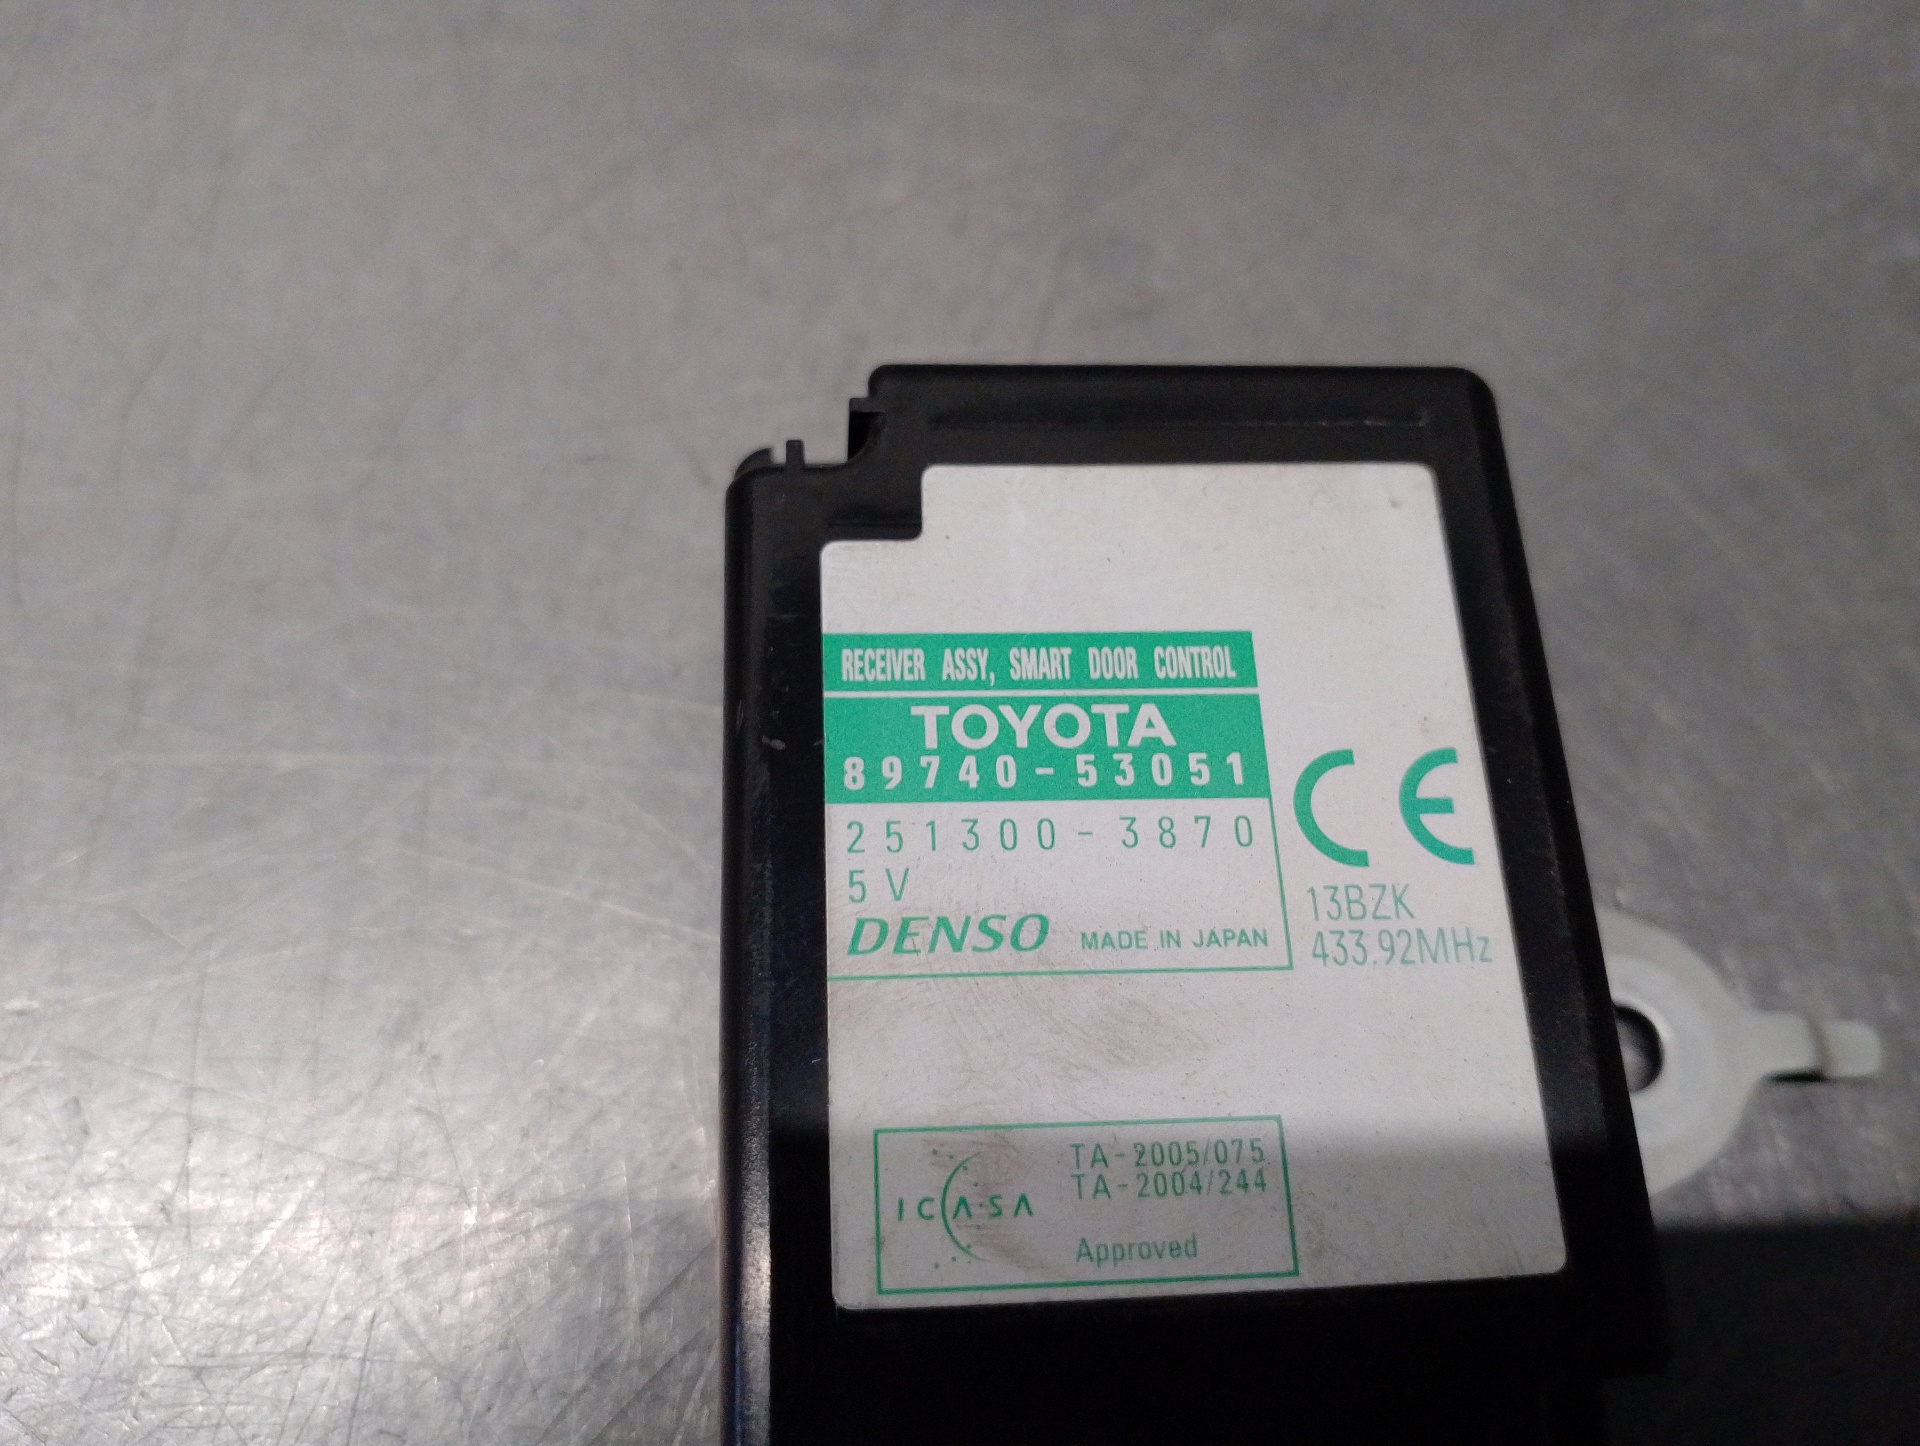 RECEIVER ASSY, SMART DOOR CONTROL
TOYOTA
89740-53051
251300-3870
5V
DENSO MADE IN JAPAN
CE
13BZK
433.92MHz
ICASA
TA-2005/075
TA-2004/244
Approved